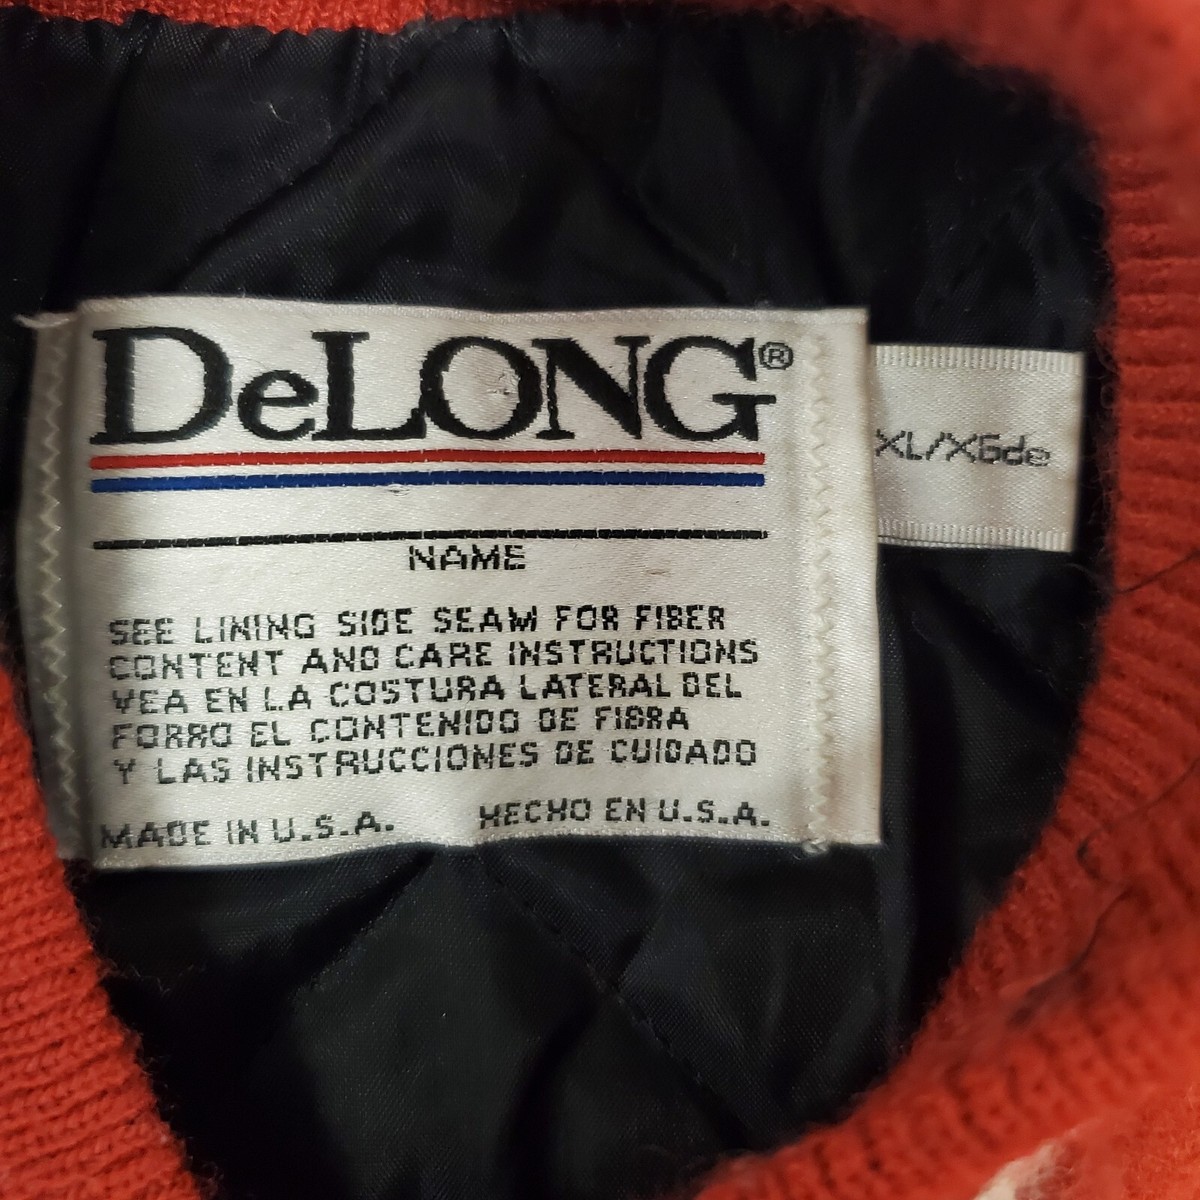 DeLONG®
XL/XGde
NAME
SEE LINING SIDE SEAM FOR FIBER
CONTENT AND CARE INSTRUCTIONS
VEA EN LA COSTURA LATERAL DEL
FORRO EL CONTENIDO DE FIBRA
Y LAS INSTRUCCIONES DE CUIDADO
MADE IN U.S.A. HECHO EN U.S.A.